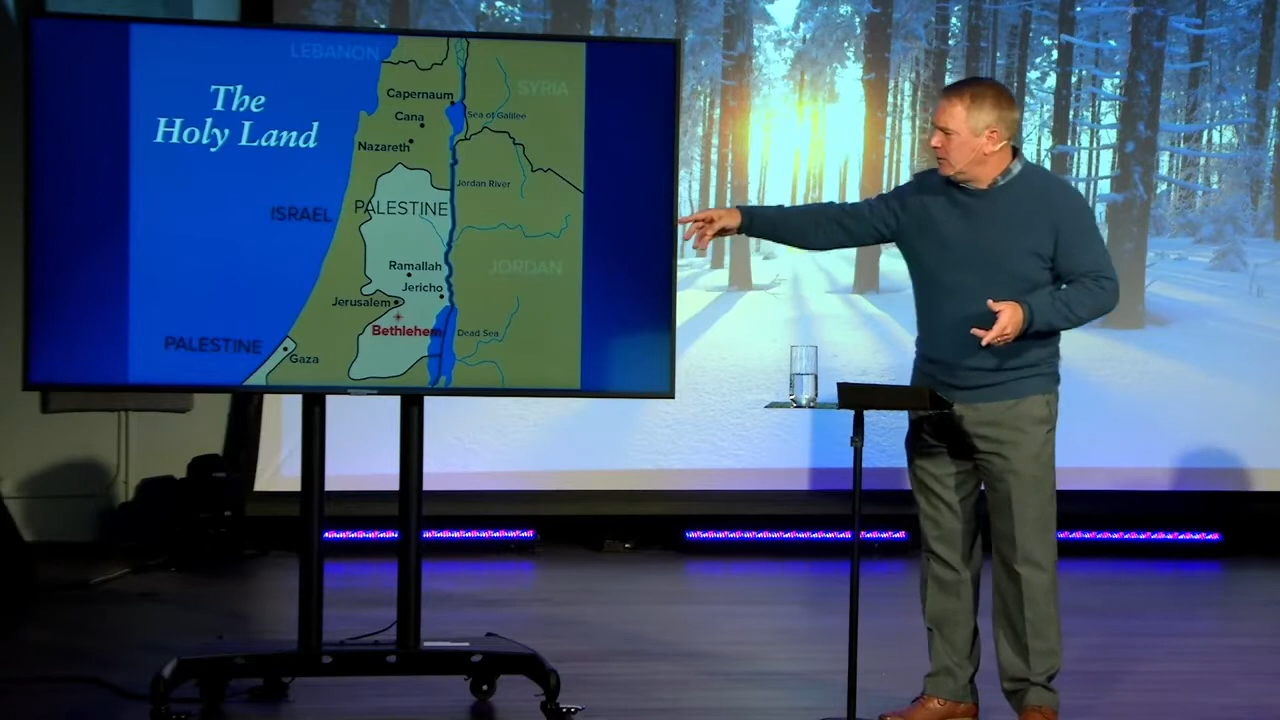 LEBANON
The
Holy Land
SYRIA
Capernaum
Sea of Galilee
Cana
Nazareth
Jordan River
ISRAEL
PALESTINE
JORDAN
Ramallah
Jericho
Jerusalem
Bethlehem
Dead Sea
PALESTINE
Gaza